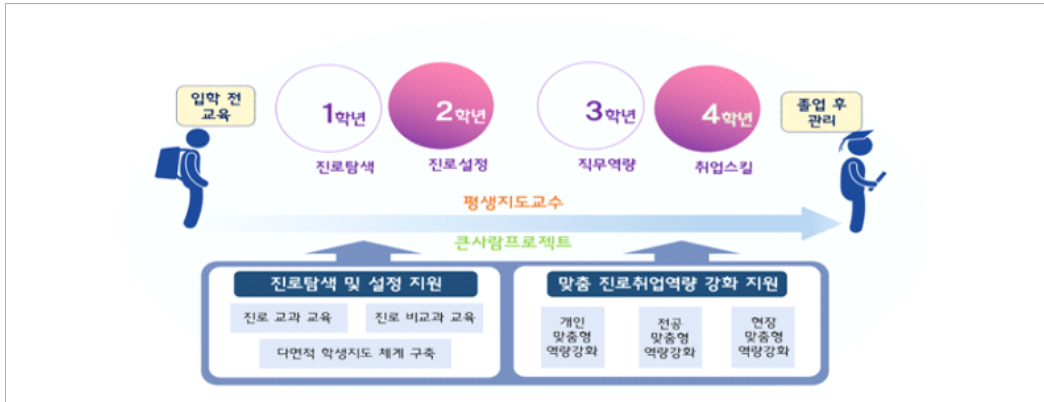 입학 전
교육
1학년
2학년
3학년
4학년
졸업 후
관리
진로탐색
진로설정
직무역량
취업스킬
평생지도교수
큰사람프로젝트
진로탐색 및 설정 지원
맞춤 진로취업역량 강화 지원
진로 교과 교육
진로 비교과 교육
다면적 학생지도 체계 구축
개인
맞춤형
역량강화
전공
맞춤형
역량강화
현장
맞춤형
역량강화